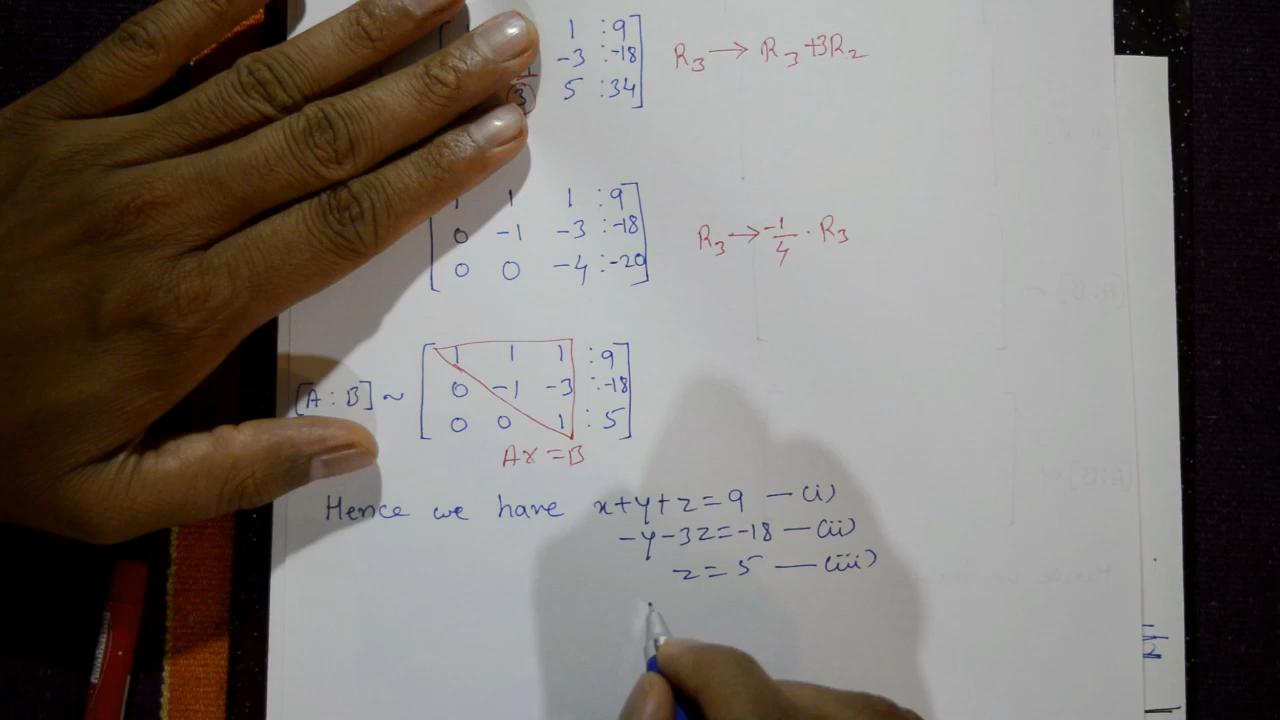 1 : 9
-3 : -18 R₃ → R₃ + 3R₂
3 5 : 34
1 1 1 : 9
0 -1 -3 : -18 R₃ → -1/4 · R₃
0 0 -4 : -20
1 1 1 : 9
[A : B] ~ 0 -1 -3 : -18
0 0 1 : 5
AX = B
Hence we have x+y+z=9 —(i)
-y-3z=-18 —(ii)
z=5 —(iii)